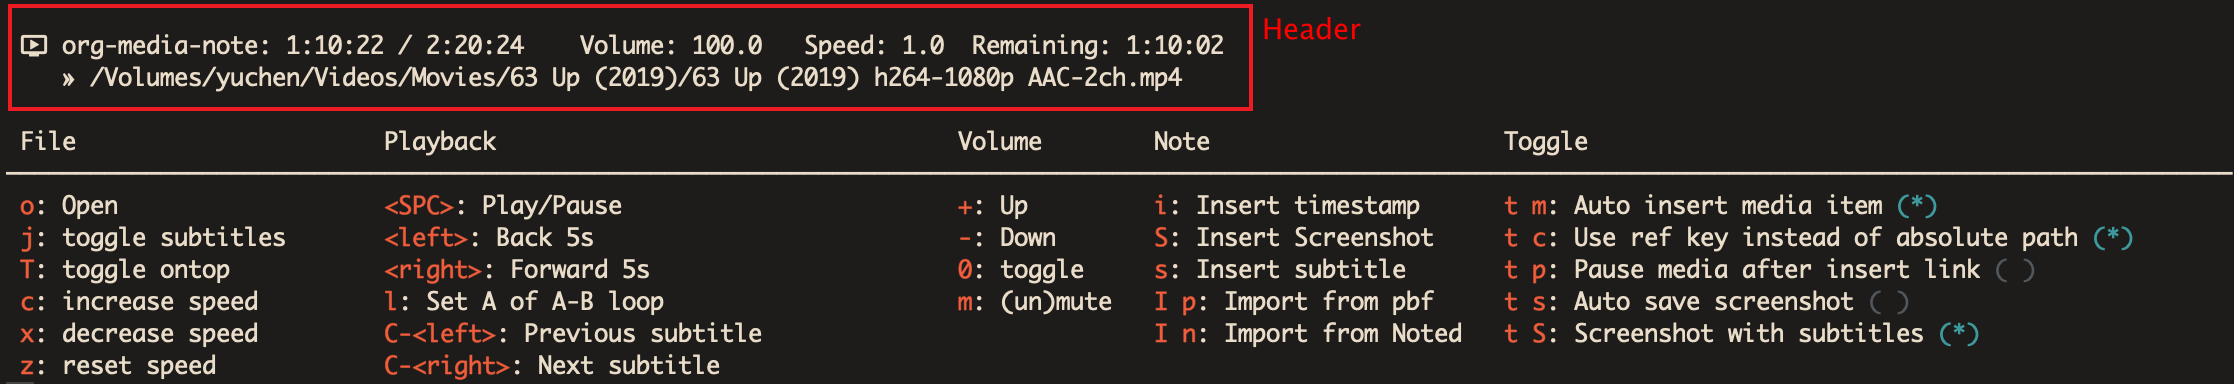 org-media-note: 1:10:22 / 2:20:24    Volume: 100.0   Speed: 1.0  Remaining: 1:10:02
Header
» /Volumes/yuchen/Videos/Movies/63 Up (2019)/63 Up (2019) h264-1080p AAC-2ch.mp4
File Playback Volume Note Toggle
o: Open <SPC>: Play/Pause +: Up i: Insert timestamp t m: Auto insert media item (*)
j: toggle subtitles <left>: Back 5s -: Down S: Insert Screenshot t c: Use ref key instead of absolute path (*)
T: toggle ontop <right>: Forward 5s 0: toggle s: Insert subtitle t p: Pause media after insert link ( )
c: increase speed l: Set A of A-B loop m: (un)mute I p: Import from pbf t s: Auto save screenshot ( )
x: decrease speed C-<left>: Previous subtitle I n: Import from Noted t S: Screenshot with subtitles (*)
z: reset speed C-<right>: Next subtitle